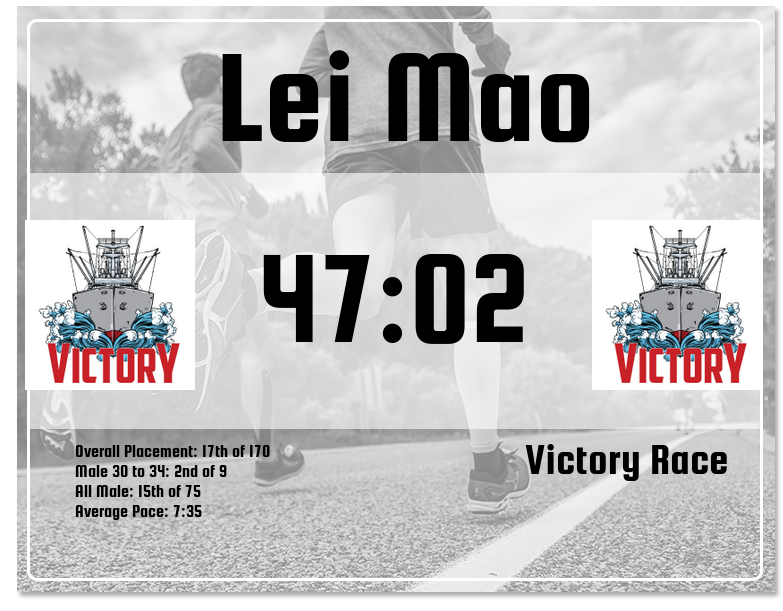 Lei Mao
47:02
VICTORY
VICTORY
Overall Placement: 17th of 170
Male 30 to 34: 2nd of 9
All Male: 15th of 75
Average Pace: 7:35
Victory Race